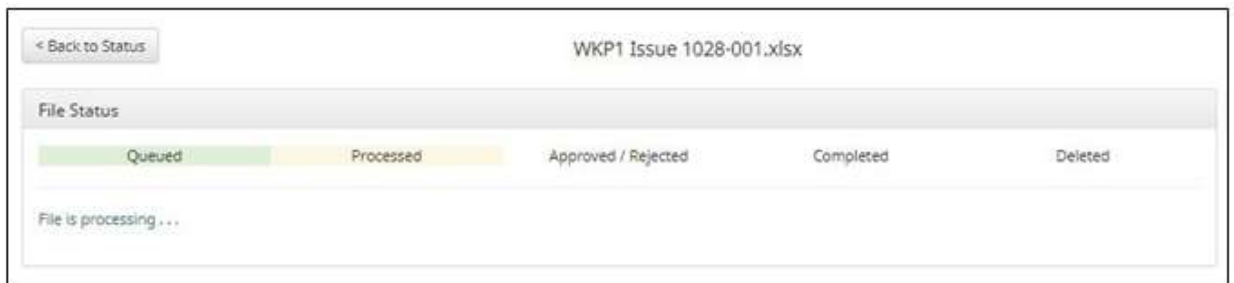 < Back to Status
WKP1 Issue 1028-001.xlsx
File Status
Queued Processed Approved / Rejected Completed Deleted
File is processing . . .